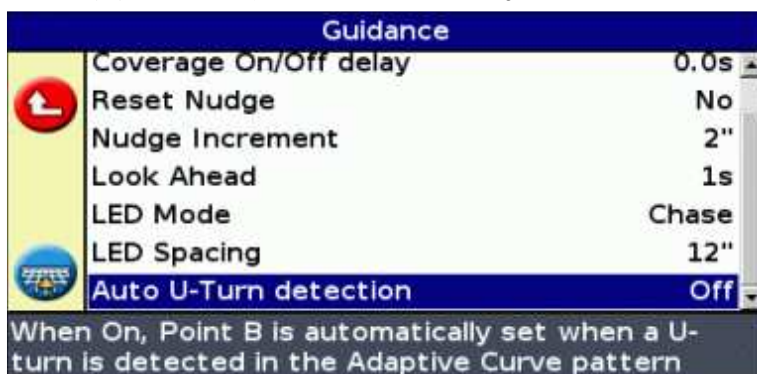 Guidance
Coverage On/Off delay 0.0s
Reset Nudge No
Nudge Increment 2"
Look Ahead 1s
LED Mode Chase
LED Spacing 12"
Auto U-Turn detection Off
When On, Point B is automatically set when a U-
turn is detected in the Adaptive Curve pattern